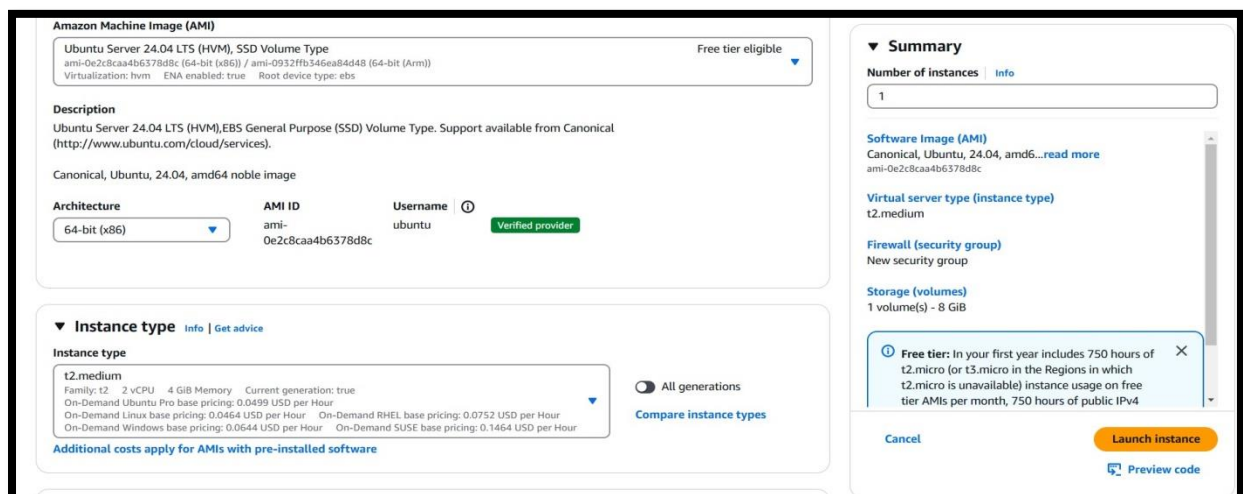 Amazon Machine Image (AMI)
Ubuntu Server 24.04 LTS (HVM), SSD Volume Type
Free tier eligible
ami-0e2c8caa4b6378d8c (64-bit (x86)) / ami-0932ffb346ea84d48 (64-bit (Arm))
Virtualization: hvm ENA enabled: true Root device type: ebs
Description
Ubuntu Server 24.04 LTS (HVM),EBS General Purpose (SSD) Volume Type. Support available from Canonical
(http://www.ubuntu.com/cloud/services).
Canonical, Ubuntu, 24.04, amd64 noble image
Architecture
64-bit (x86)
AMI ID
ami-
0e2c8caa4b6378d8c
Username
ubuntu
Verified provider
Instance type Info | Get advice
Instance type
t2.medium
Family: t2 2 vCPU 4 GiB Memory Current generation: true
On-Demand Ubuntu Pro base pricing: 0.0499 USD per Hour
On-Demand Linux base pricing: 0.0464 USD per Hour On-Demand RHEL base pricing: 0.0752 USD per Hour
On-Demand Windows base pricing: 0.0644 USD per Hour On-Demand SUSE base pricing: 0.1464 USD per Hour
All generations
Compare instance types
Additional costs apply for AMIs with pre-installed software
Summary
Number of instances Info
1
Software Image (AMI)
Canonical, Ubuntu, 24.04, amd6...read more
ami-0e2c8caa4b6378d8c
Virtual server type (instance type)
t2.medium
Firewall (security group)
New security group
Storage (volumes)
1 volume(s) - 8 GiB
Free tier: In your first year includes 750 hours of
t2.micro (or t3.micro in the Regions in which
t2.micro is unavailable) instance usage on free
tier AMIs per month, 750 hours of public IPv4
Cancel
Launch instance
Preview code